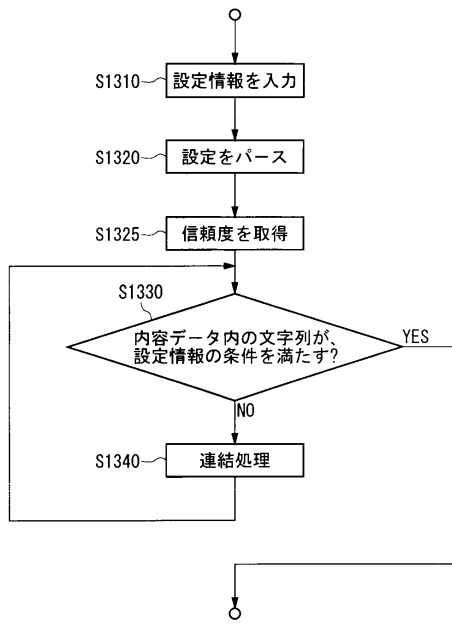 S1310 設定情報を入力
S1320 設定をパース
S1325 信頼度を取得
S1330
内容データ内の文字列が、
設定情報の条件を満たす?
YES
NO
S1340 連結処理